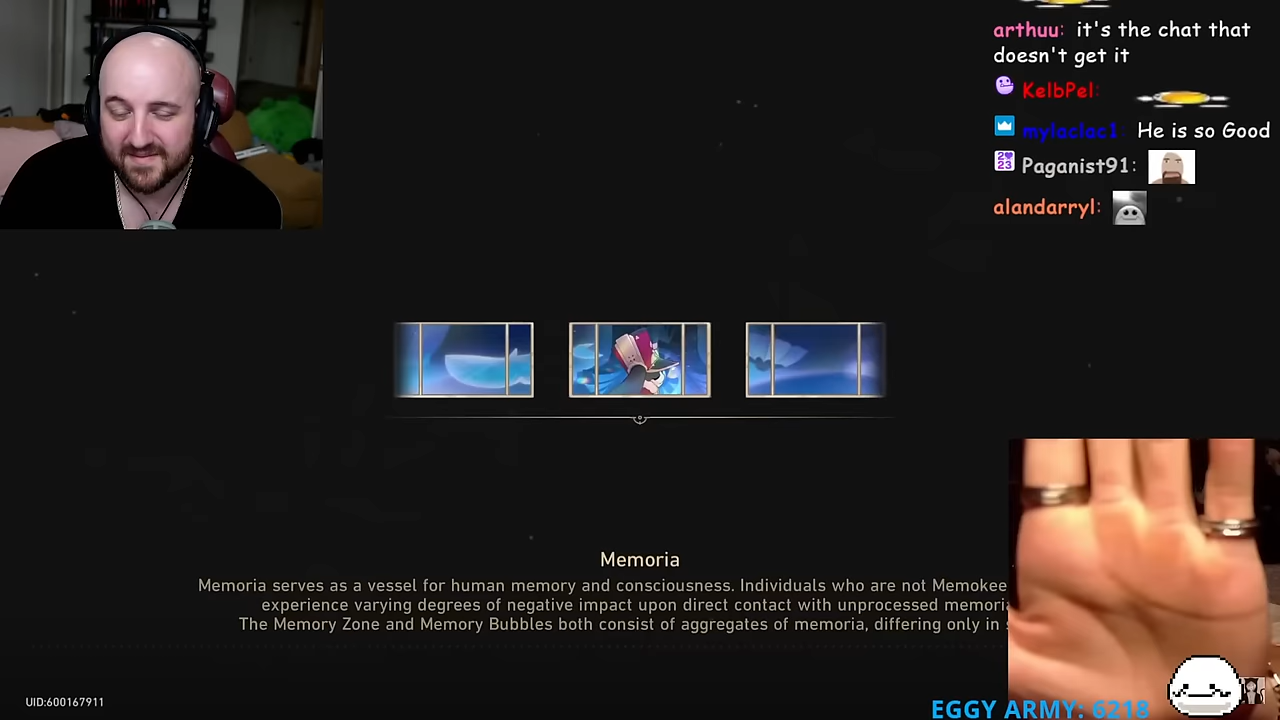 arthuu: it's the chat that
doesn't get it
KelbPel:
mylaclac1: He is so Good
2 23 Paganist91:
alandarryl:
Memoria
Memoria serves as a vessel for human memory and consciousness. Individuals who are not Memokee
experience varying degrees of negative impact upon direct contact with unprocessed memoria
The Memory Zone and Memory Bubbles both consist of aggregates of memoria, differing only in s
UID:600167911
EGGY ARMY: 6218